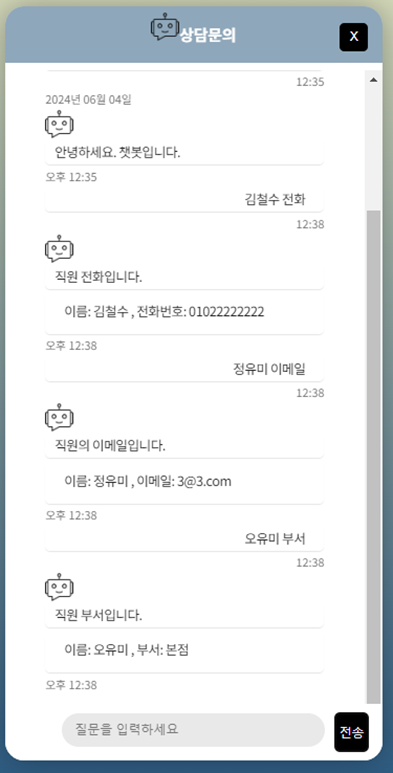 상담문의
X
12:35
2024년 06월 04일
안녕하세요. 챗봇입니다.
오후 12:35
김철수 전화
12:38
직원 전화입니다.
이름: 김철수 , 전화번호: 01022222222
오후 12:38
정유미 이메일
12:38
직원의 이메일입니다.
이름: 정유미 , 이메일: 3@3.com
오후 12:38
오유미 부서
12:38
직원 부서입니다.
이름: 오유미 , 부서: 본점
오후 12:38
질문을 입력하세요
전송